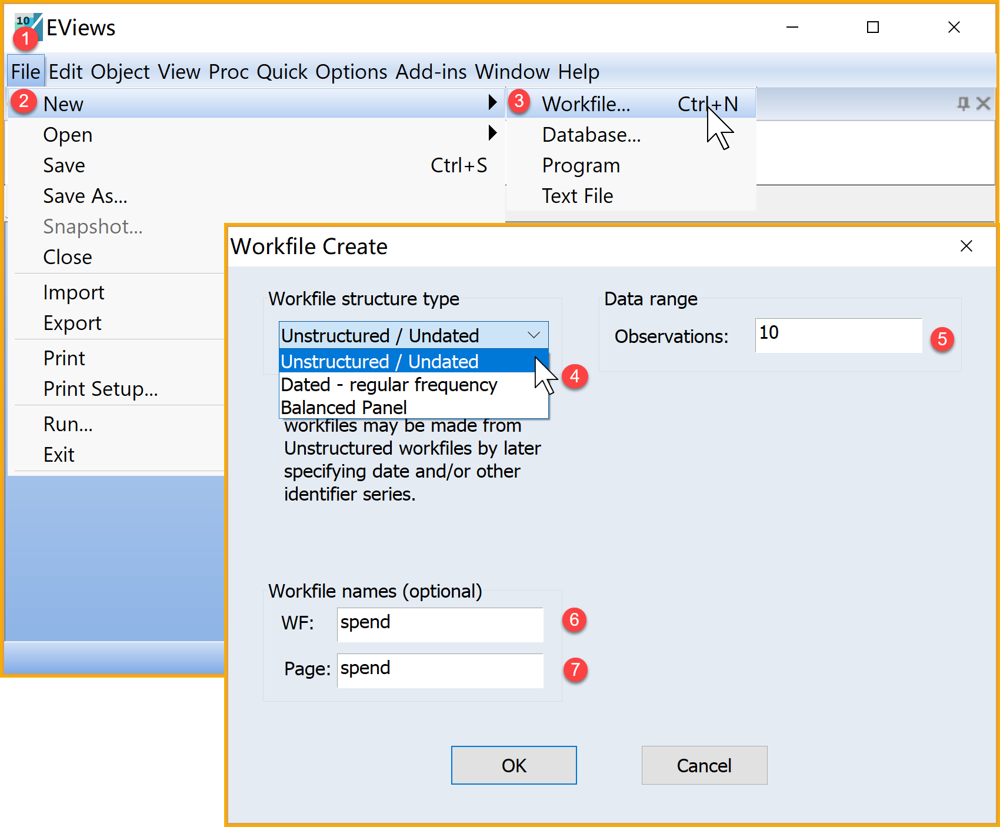 10
EViews
1
File Edit Object View Proc Quick Options Add-ins Window Help
2 New
3 Workfile... Ctrl+N
Open
Database...
Save Ctrl+S
Program
Save As...
Text File
Snapshot...
Close
Import
Export
Print
Print Setup...
Run...
Exit
Workfile Create
Workfile structure type
Unstructured / Undated
Unstructured / Undated
Dated - regular frequency
Balanced Panel
4
workfiles may be made from
Unstructured workfiles by later
specifying date and/or other
identifier series.
Data range
Observations: 10 5
Workfile names (optional)
WF: spend 6
Page: spend 7
OK Cancel